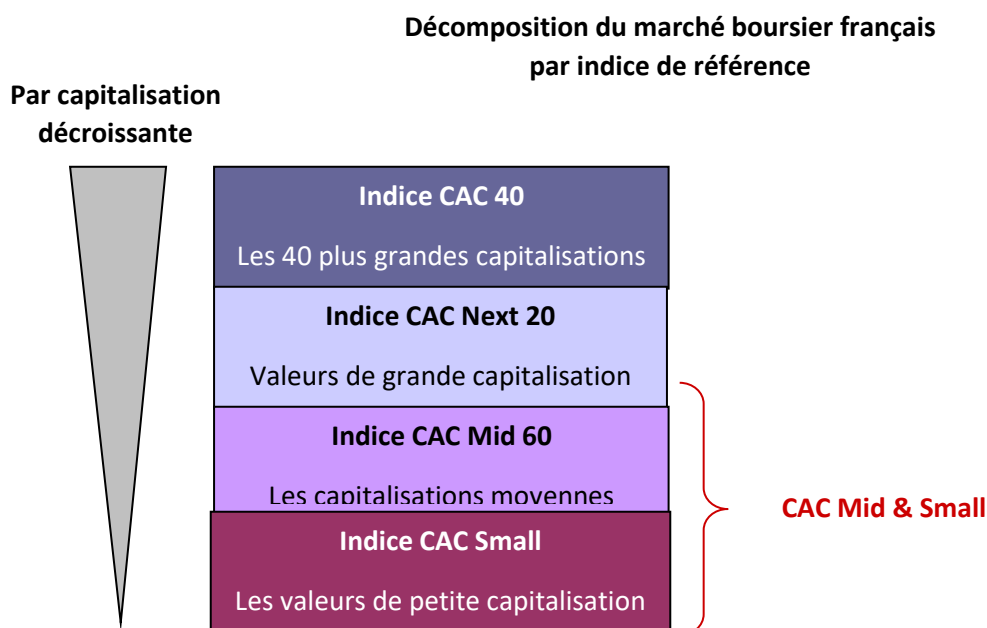 Décomposition du marché boursier français
par indice de référence
Par capitalisation
décroissante
Indice CAC 40
Les 40 plus grandes capitalisations
Indice CAC Next 20
Valeurs de grande capitalisation
Indice CAC Mid 60
Les capitalisations moyennes
CAC Mid & Small
Indice CAC Small
Les valeurs de petite capitalisation